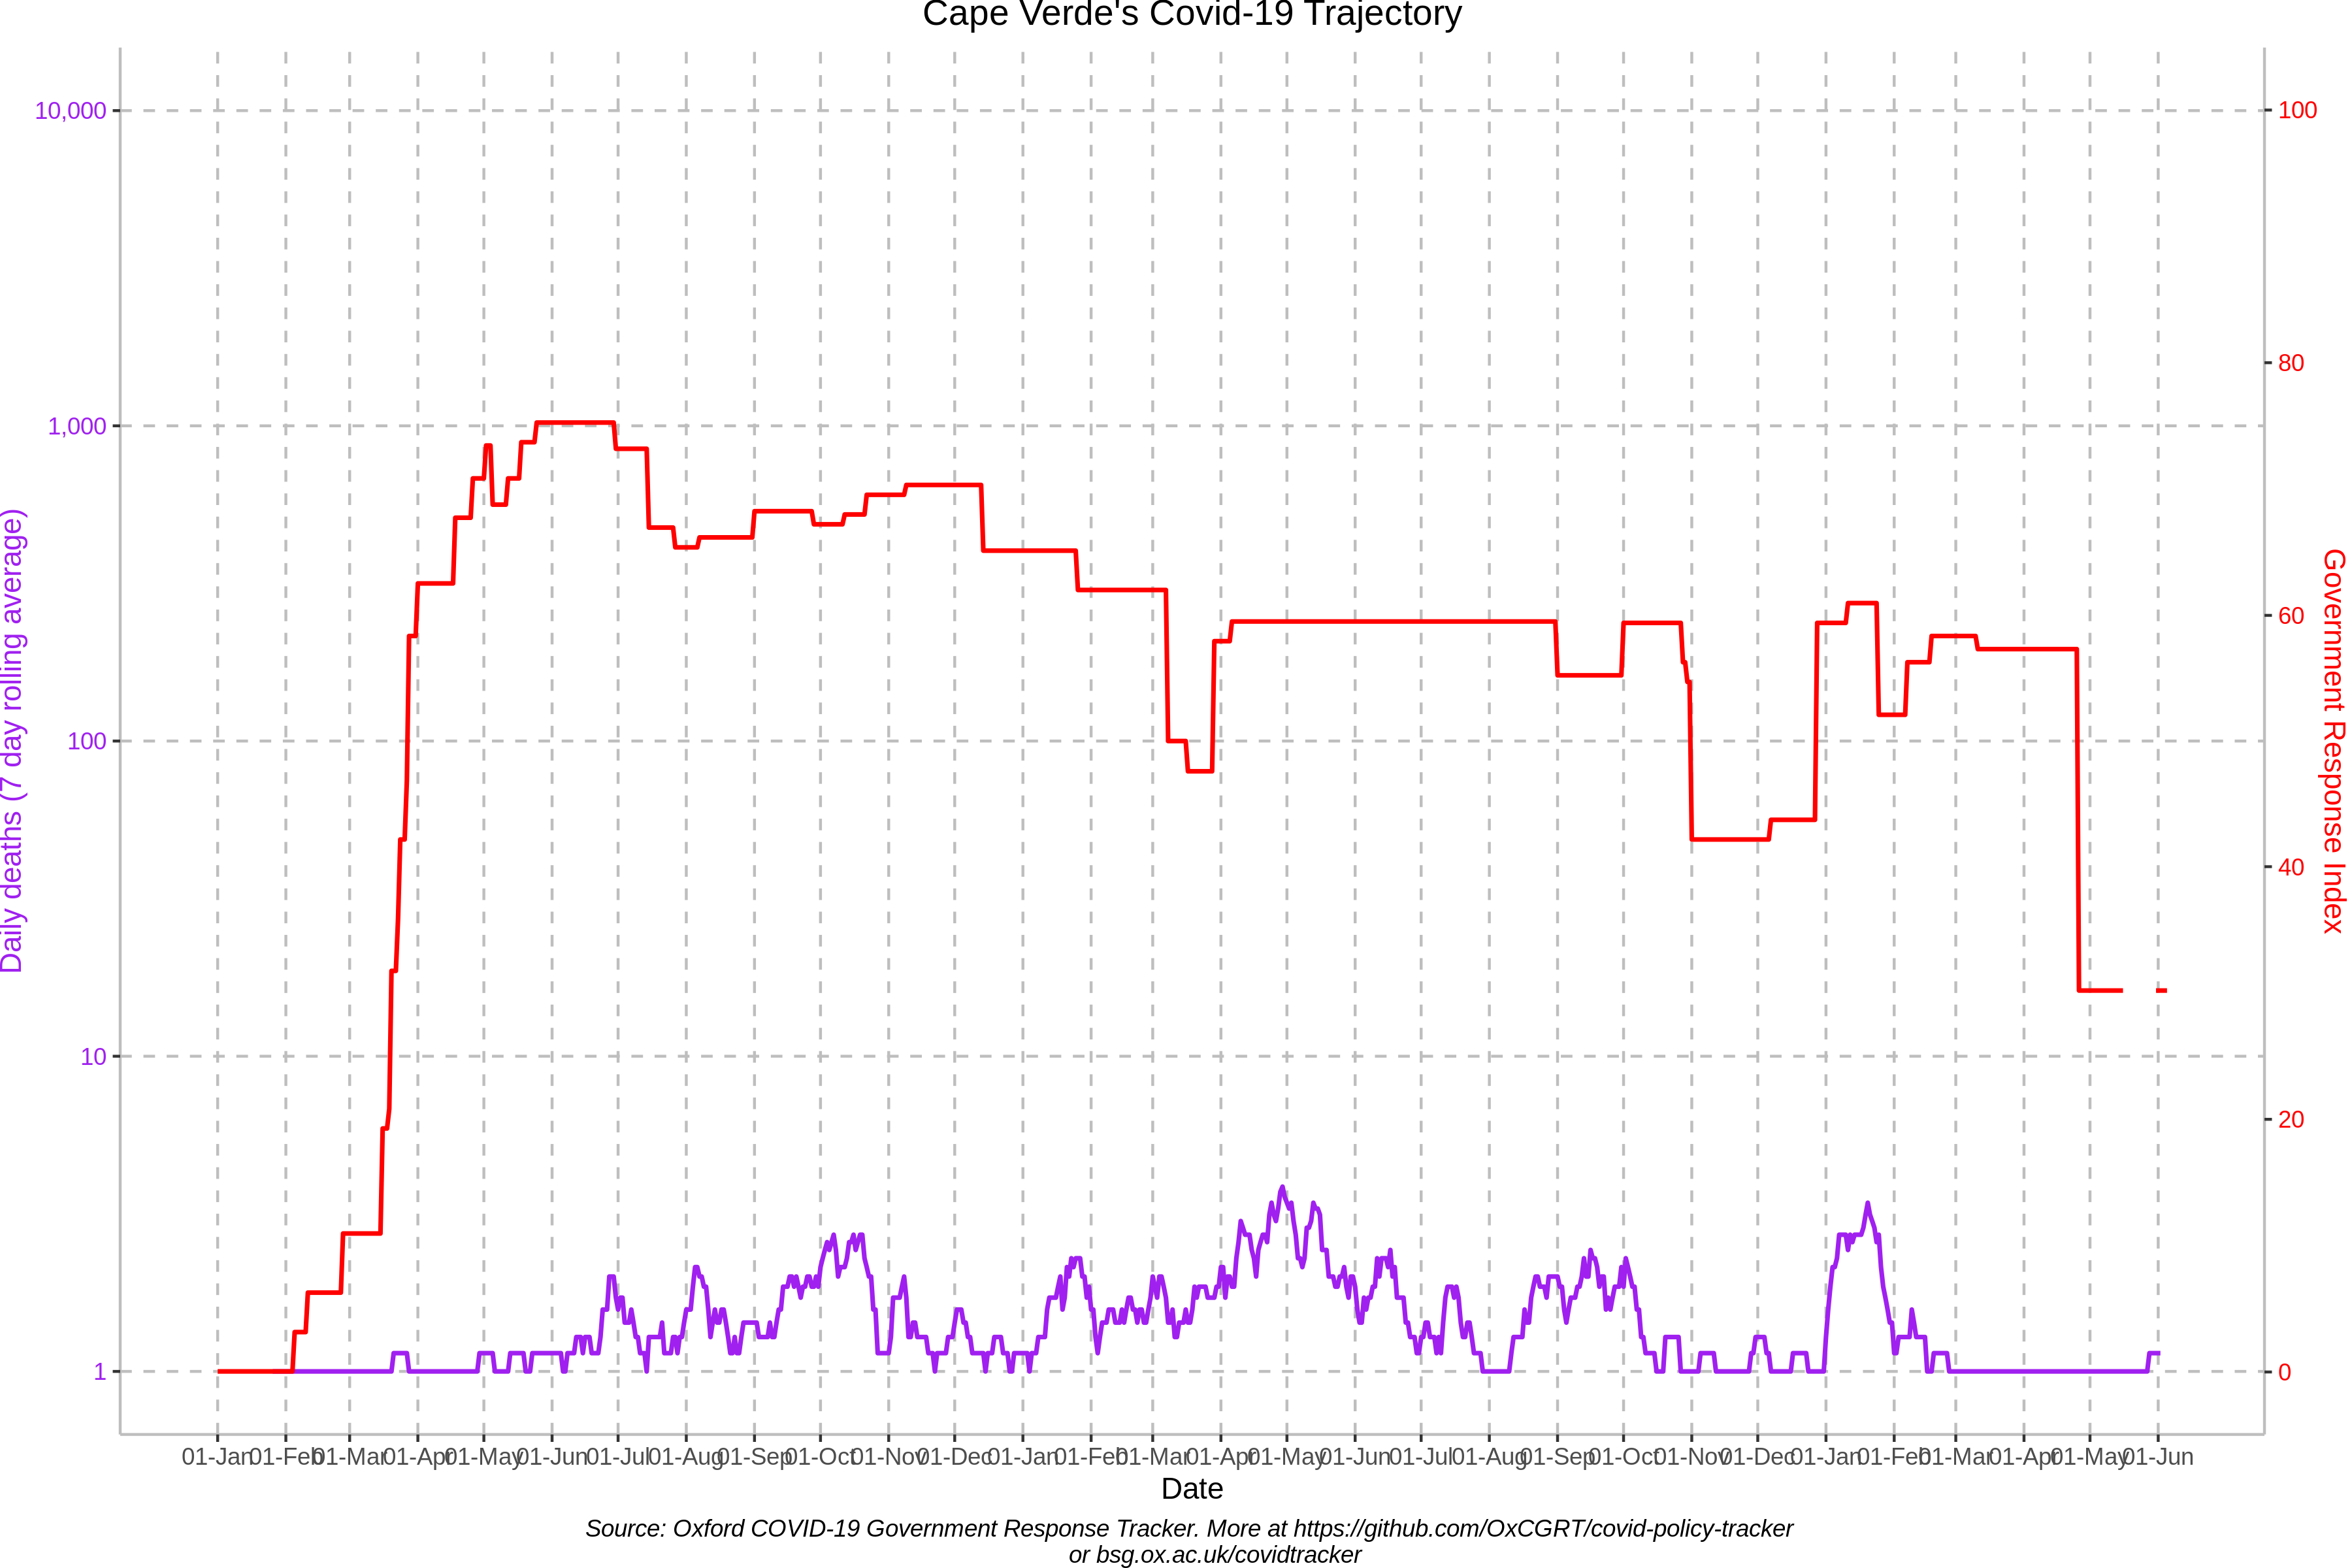 Cape Verde's Covid-19 Trajectory
Daily deaths (7 day rolling average)
10,000
1,000
100
10
1
Government Response Index
100
80
60
40
20
0
01-Jan 01-Feb 01-Mar 01-Apr 01-May 01-Jun 01-Jul 01-Aug 01-Sep 01-Oct 01-Nov 01-Dec 01-Jan 01-Feb 01-Mar 01-Apr 01-May 01-Jun 01-Jul 01-Aug 01-Sep 01-Oct 01-Nov 01-Dec 01-Jan 01-Feb 01-Mar 01-Apr 01-May 01-Jun
Date
Source: Oxford COVID-19 Government Response Tracker. More at https://github.com/OxCGRT/covid-policy-tracker
or bsg.ox.ac.uk/covidtracker